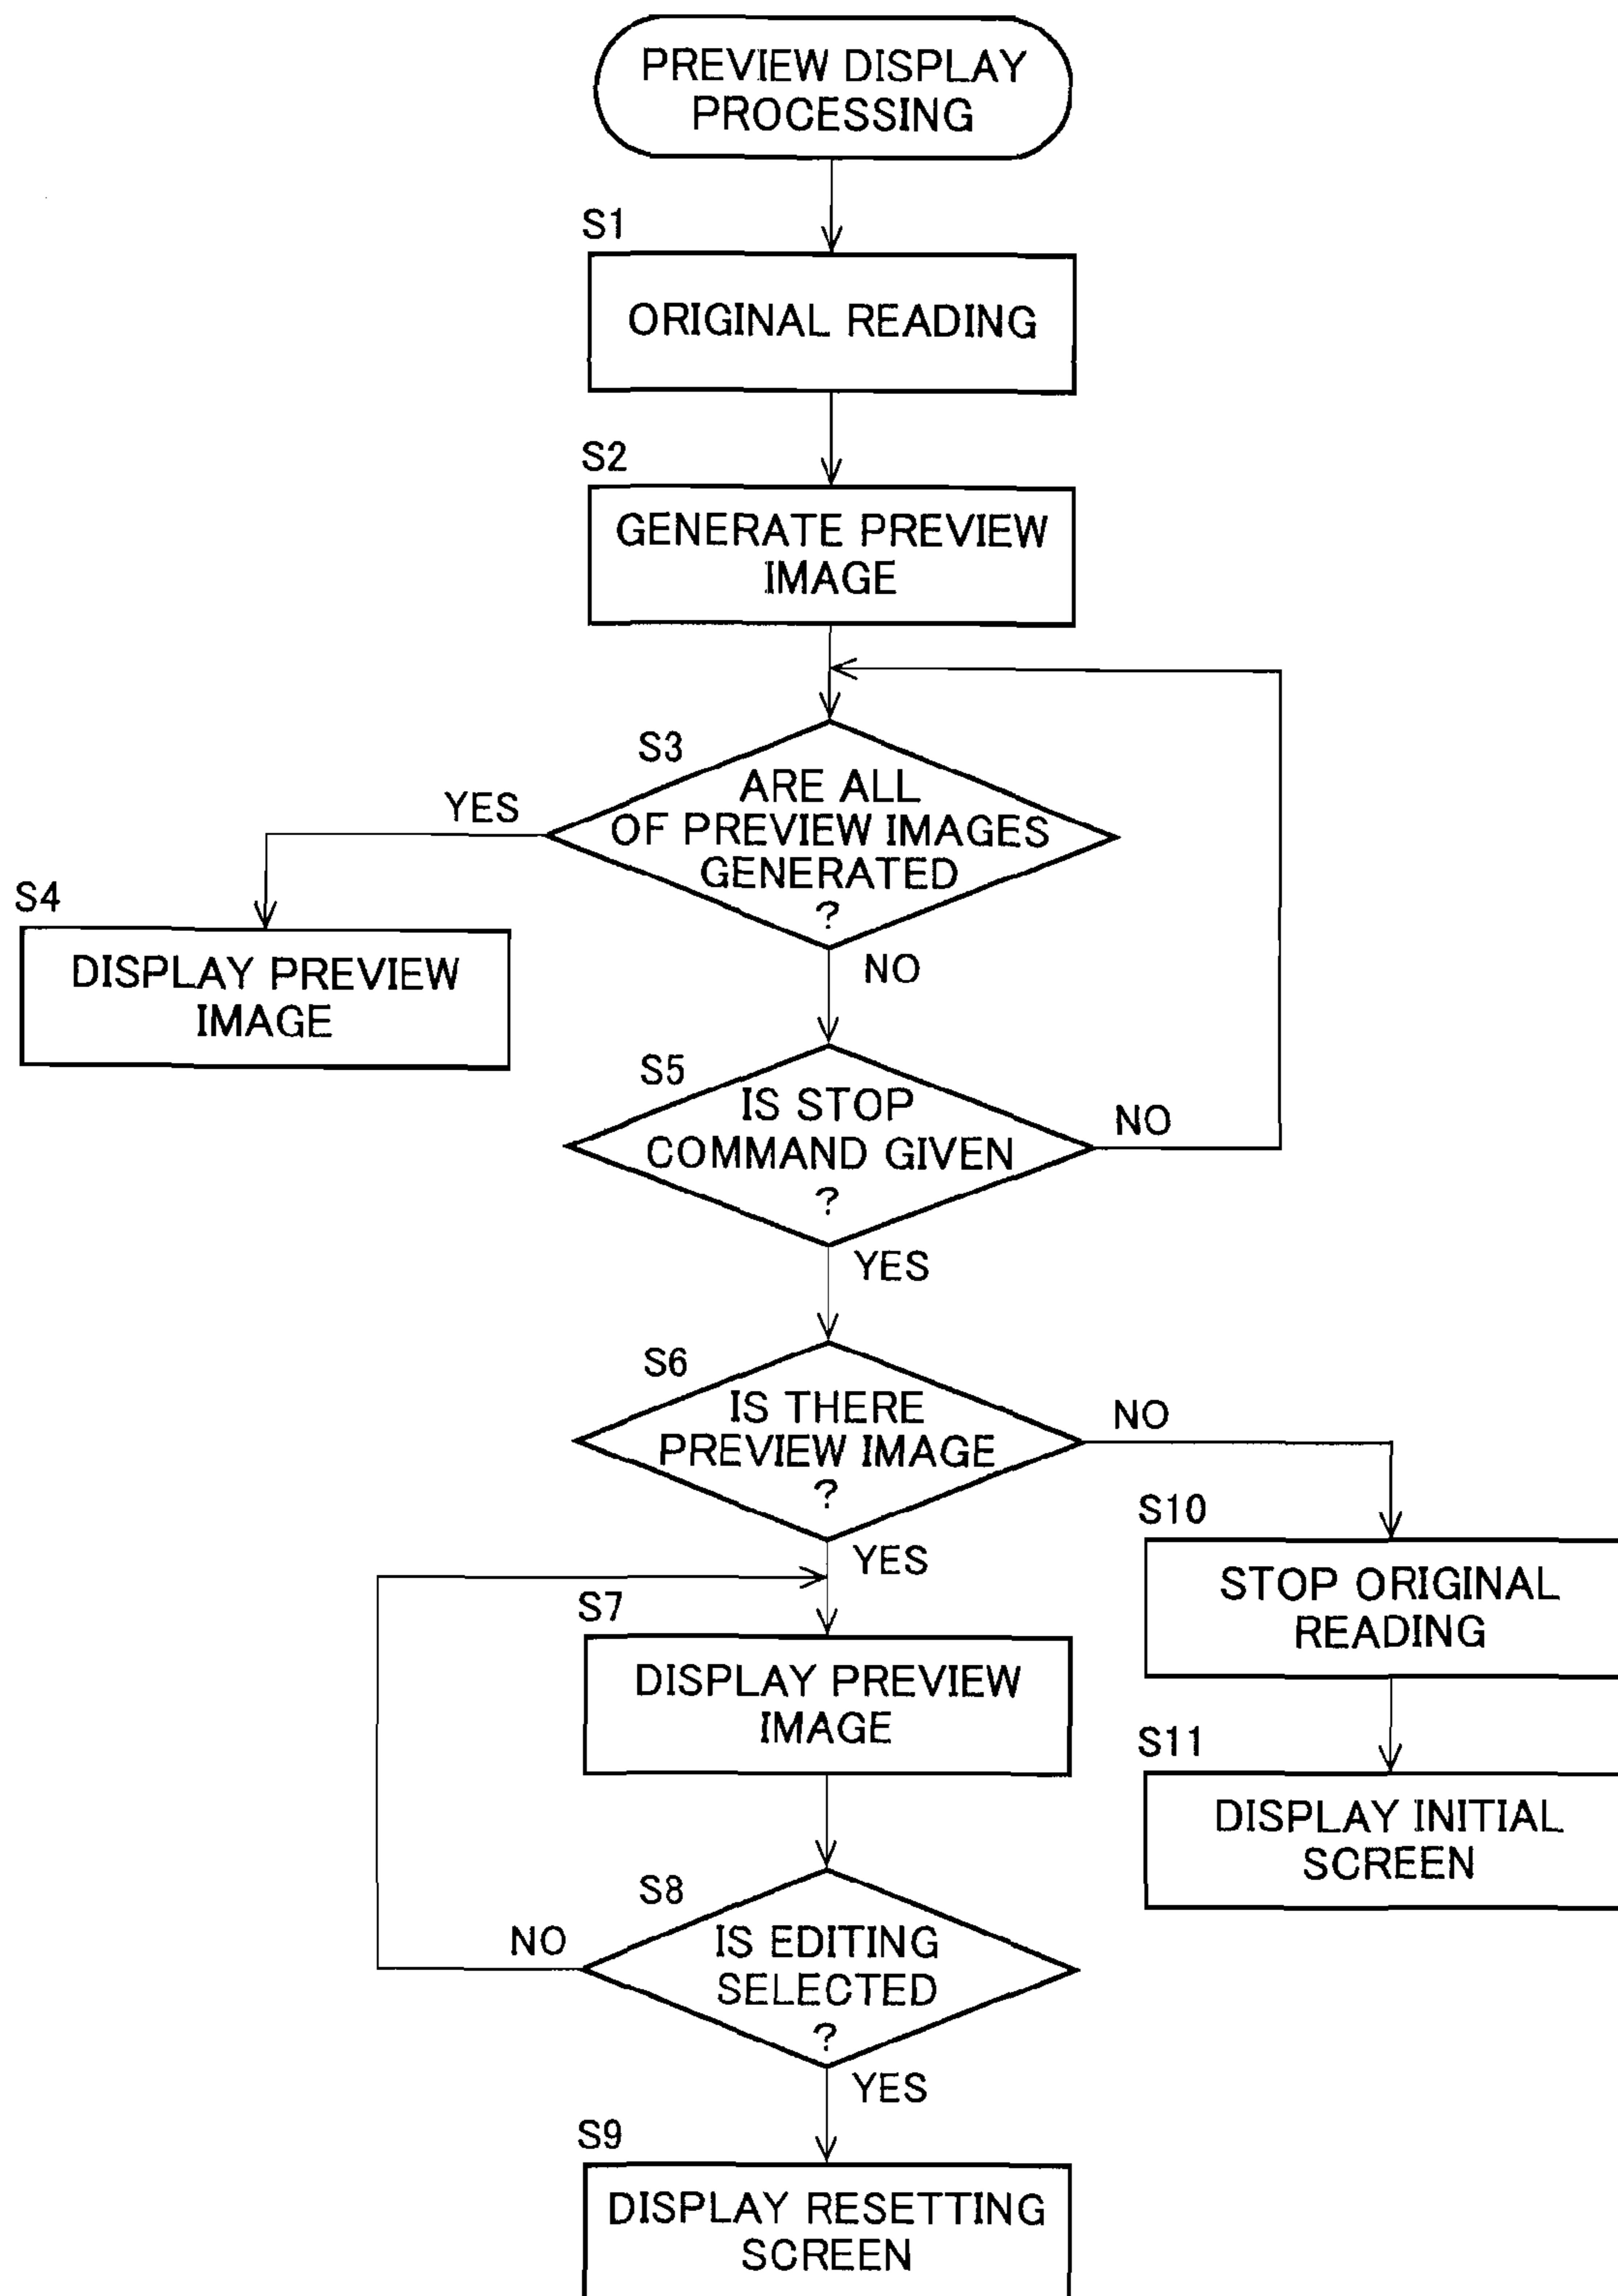 PREVIEW DISPLAY
PROCESSING
S1
ORIGINAL READING
S2
GENERATE PREVIEW
IMAGE
S3
ARE ALL
OF PREVIEW IMAGES
GENERATED
?
YES
NO
S4
DISPLAY PREVIEW
IMAGE
S5
IS STOP
COMMAND GIVEN
?
NO
YES
S6
IS THERE
PREVIEW IMAGE
?
NO
YES
S10
STOP ORIGINAL
READING
S7
DISPLAY PREVIEW
IMAGE
S11
DISPLAY INITIAL
SCREEN
S8
IS EDITING
SELECTED
?
NO
YES
S9
DISPLAY RESETTING
SCREEN